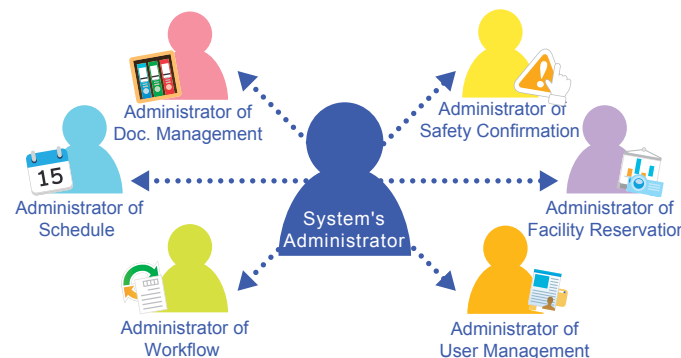 Administrator of
Doc. Management
Administrator of
Safety Confirmation
15
Administrator of
Schedule
System's
Administrator
Administrator of
Facility Reservation
Administrator of
Workflow
Administrator of
User Management